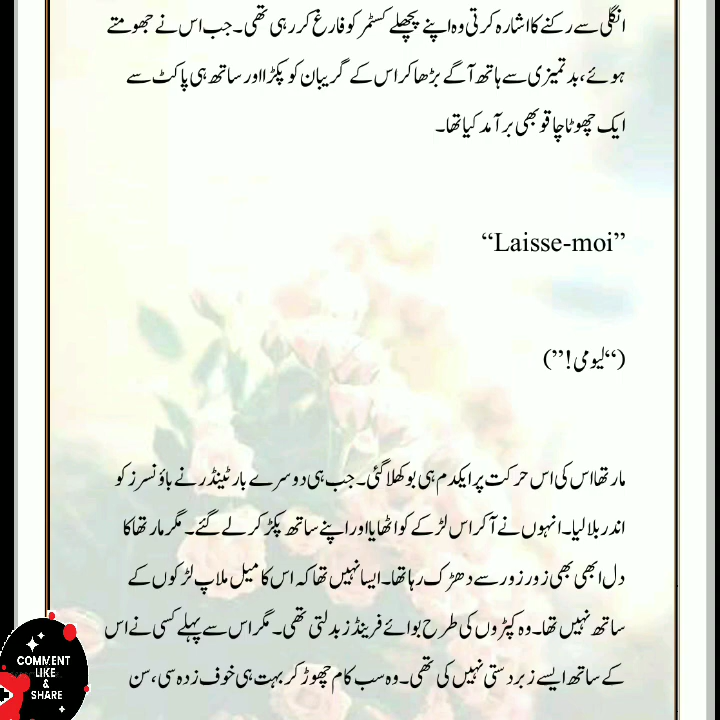 انگلی سے رکنے کا اشارہ کرتی وہ اپنے پچھلے کسٹمر کو فارغ کر رہی تھی۔ جب اس نے جھومتے
ہوئے، بدتمیزی سے ہاتھ آگے بڑھا کر اس کے گریبان کو پکڑا اور ساتھ ہی پاکٹ سے
ایک چھوٹا چاقو بھی برآمد کیا تھا۔
“Laisse-moi”
(“لیومی!”)
مارتھا اس کی اس حرکت پر ایکدم ہی بوکھلا گئی۔ جب ہی دوسرے بارٹینڈر نے باؤنسرز کو
اندر بلا لیا۔ انہوں نے آ کر اس لڑکے کو اٹھایا اور اپنے ساتھ پکڑ کر لے گئے۔ مگر مارتھا کا
دل ابھی بھی زور زور سے دھڑک رہا تھا۔ ایسا نہیں تھا کہ اس کا میل ملاپ لڑکوں کے
ساتھ نہیں تھا۔ وہ کپڑوں کی طرح بوائے فرینڈز بدلتی تھی۔ مگر اس سے پہلے کسی نے اس
کے ساتھ ایسے زبردستی نہیں کی تھی۔ وہ سب کام چھوڑ کر بہت ہی خوف زدہ سی، سن
COMMENT
LIKE
&
SHARE